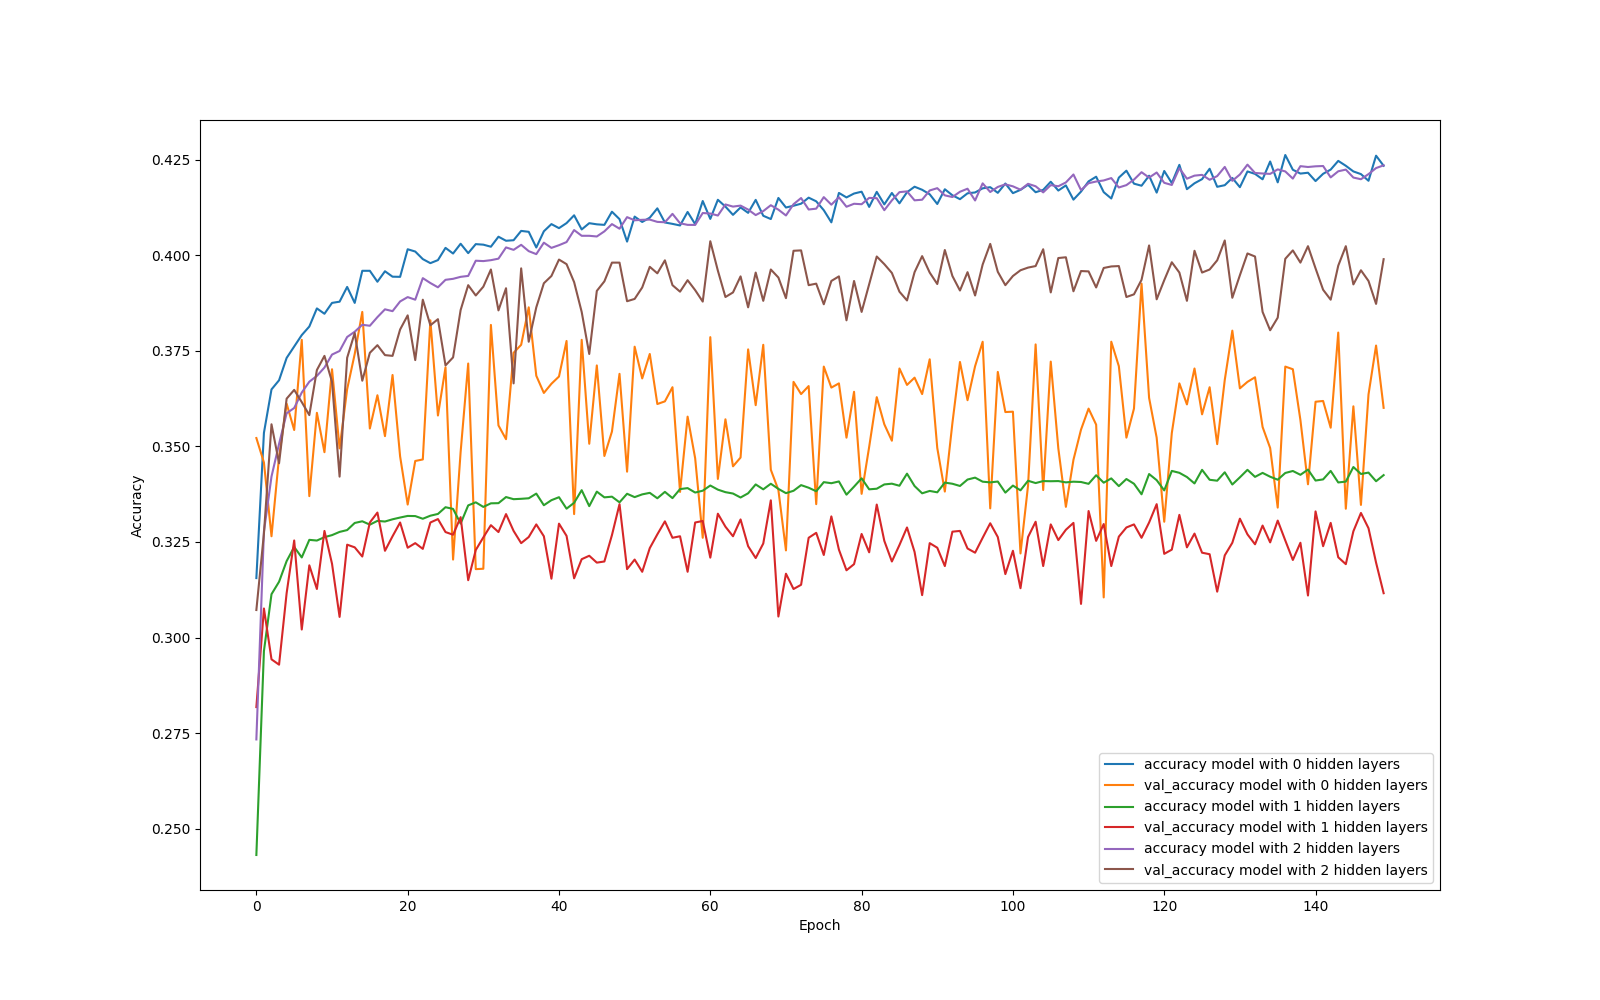 0.425
0.400
0.375
0.350
0.325
0.300
0.275
0.250
Accuracy
0 20 40 60 80 100 120 140
Epoch
accuracy model with 0 hidden layers
val_accuracy model with 0 hidden layers
accuracy model with 1 hidden layers
val_accuracy model with 1 hidden layers
accuracy model with 2 hidden layers
val_accuracy model with 2 hidden layers